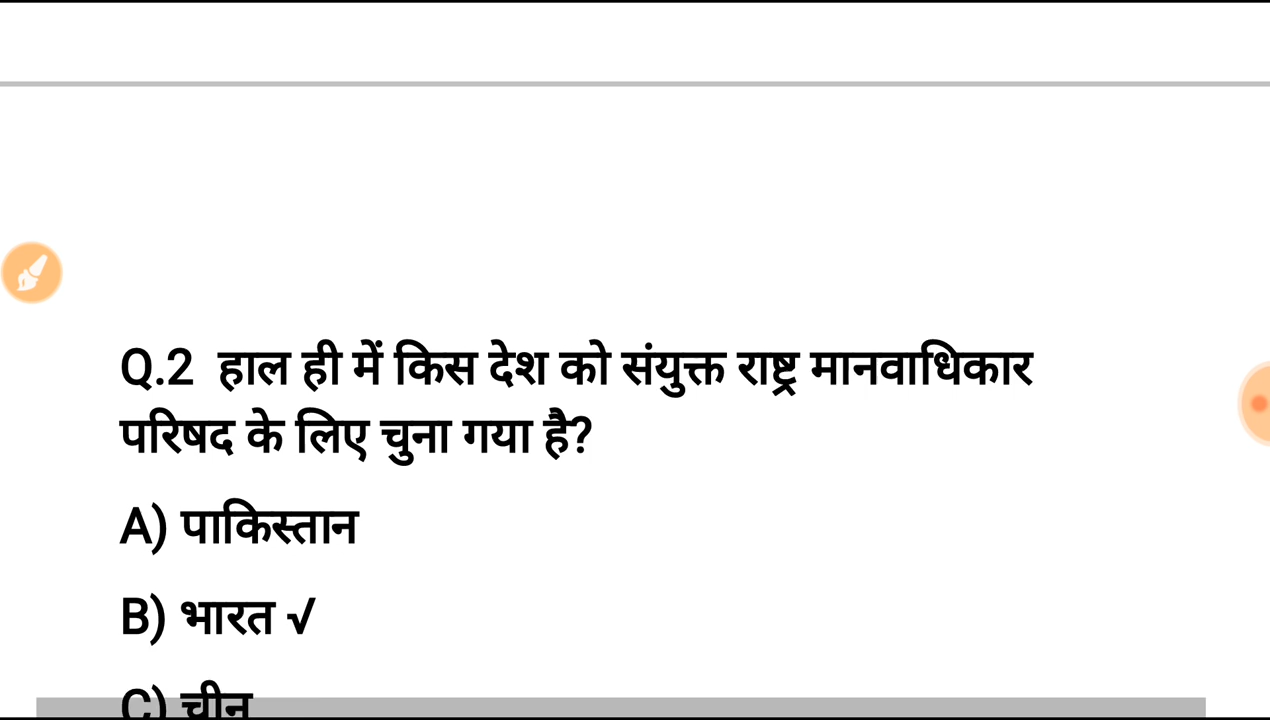 Q.2 हाल ही में किस देश को संयुक्त राष्ट्र मानवाधिकार
परिषद के लिए चुना गया है?
A) पाकिस्तान
B) भारत √
C) चीन